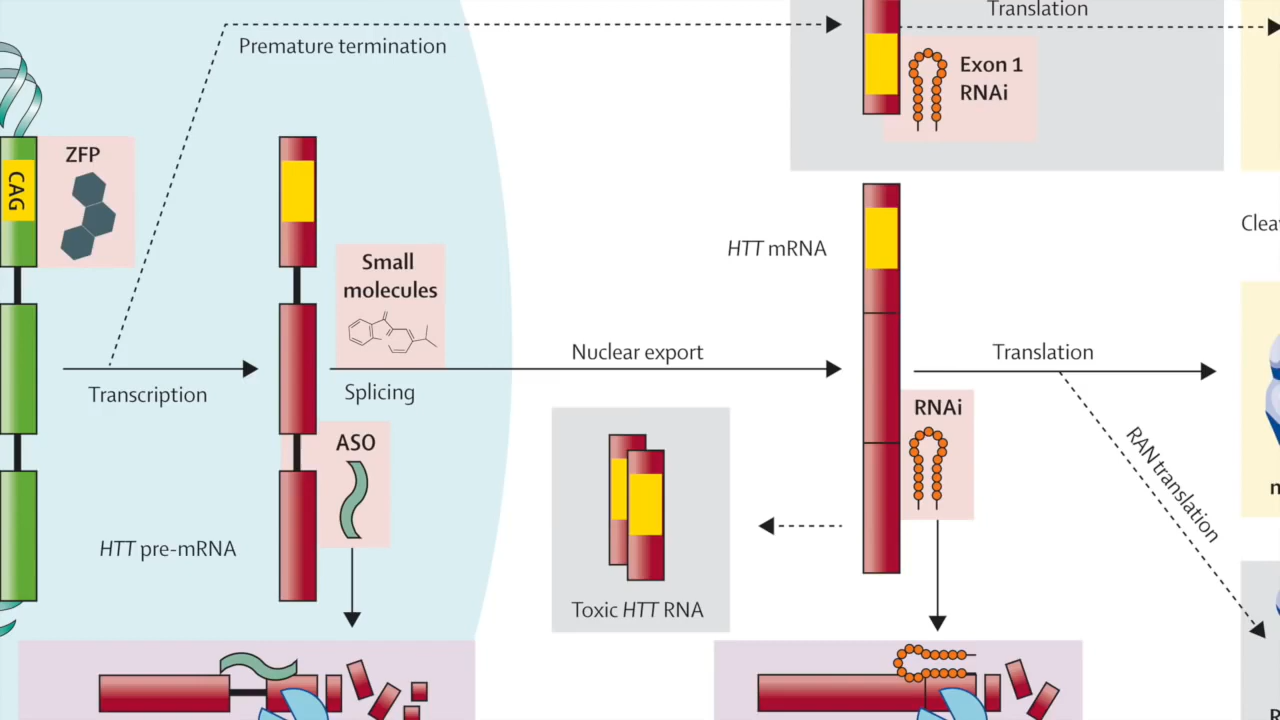 Translation
Premature termination
Exon 1
RNAi
ZFP
CAG
HTT mRNA
Small
molecules
Nuclear export
Translation
Transcription
Splicing
RNAi
ASO
RAN translation
HTT pre-mRNA
Toxic HTT RNA